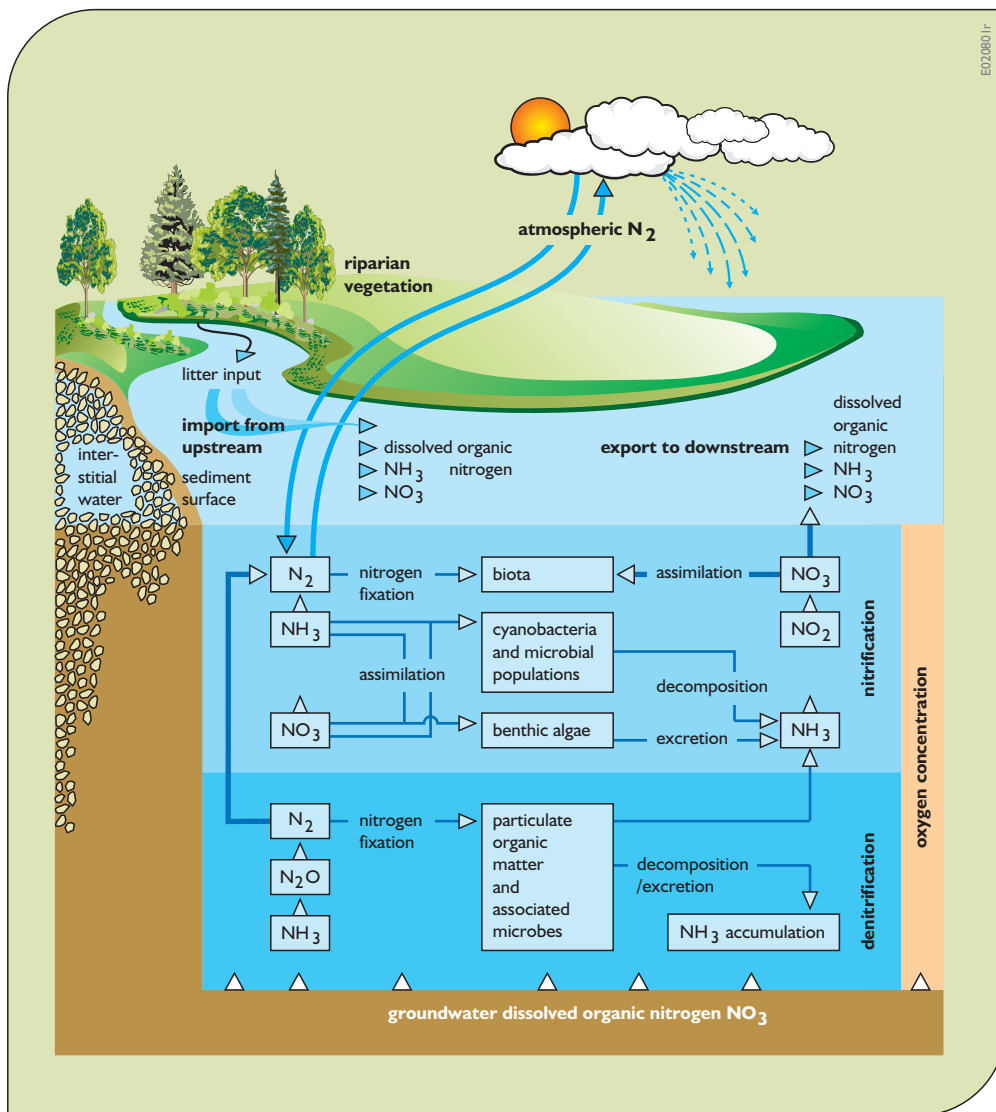 E020801r
atmospheric N2
riparian
vegetation
litter input
import from
upstream
dissolved organic
NH3 nitrogen
NO3
export to downstream
dissolved
organic
nitrogen
NH3
NO3
inter-
stitial
water
sediment
surface
N2
nitrogen
fixation
biota
assimilation
NO3
NH3
cyanobacteria
and microbial
populations
NO2
assimilation
decomposition
NO3
benthic algae
excretion
NH3
nitrification
N2
nitrogen
fixation
particulate
organic
matter
and
associated
microbes
N2O
NH3
decomposition
/excretion
NH3 accumulation
denitrification
oxygen concentration
groundwater dissolved organic nitrogen NO3